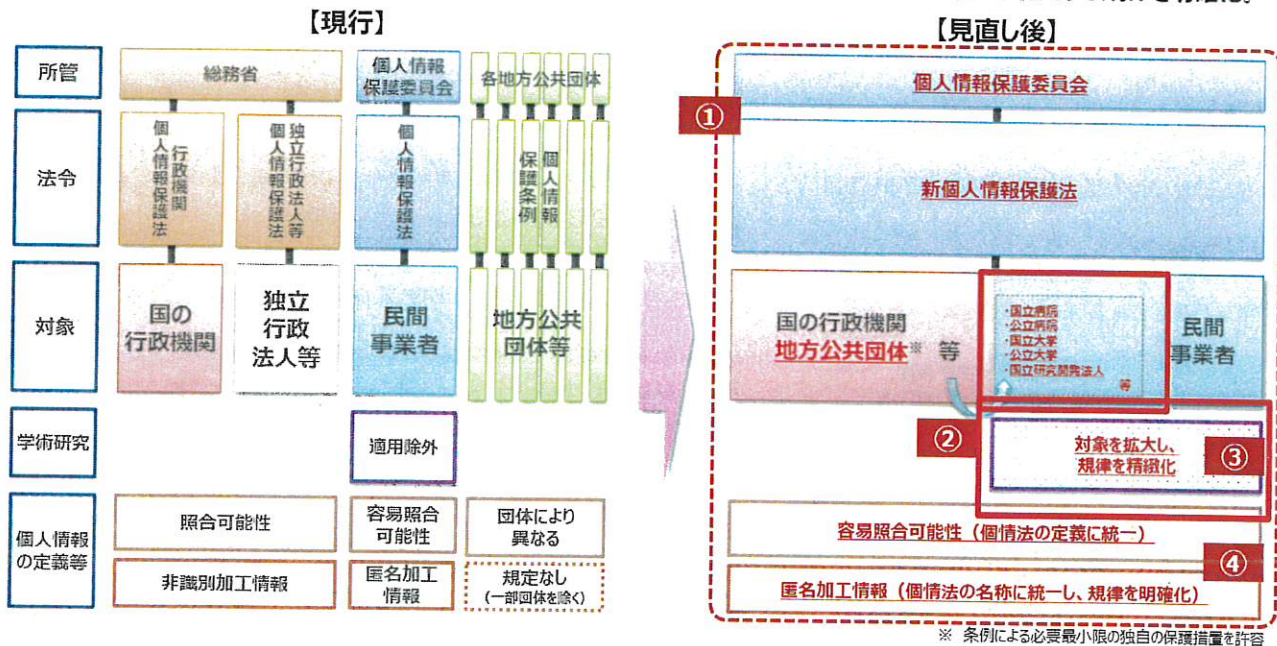 【現行】
所管
総務省
個人情報
保護委員会
各地方公共団体
法令
行政機関
個人情報保護法
独立行政法人等
個人情報保護法
個人情報保護法
個人情報
保護条例
対象
国の
行政機関
独立
行政
法人等
民間
事業者
地方公共
団体等
学術研究
適用除外
個人情報
の定義等
照合可能性
容易照合
可能性
団体により
異なる
非識別加工情報
匿名加工
情報
規定なし
(一部団体を除く)
【見直し後】
①
個人情報保護委員会
新個人情報保護法
国の行政機関
地方公共団体※ 等
・国立病院
・公立病院
・国立大学
・公立大学
・国立研究開発法人
等
民間
事業者
②
対象を拡大し、
規律を精緻化
③
容易照合可能性（個情法の定義に統一）
④
匿名加工情報（個情法の名称に統一し、規律を明確化）
※ 条例による必要最小限の独自の保護措置を許容